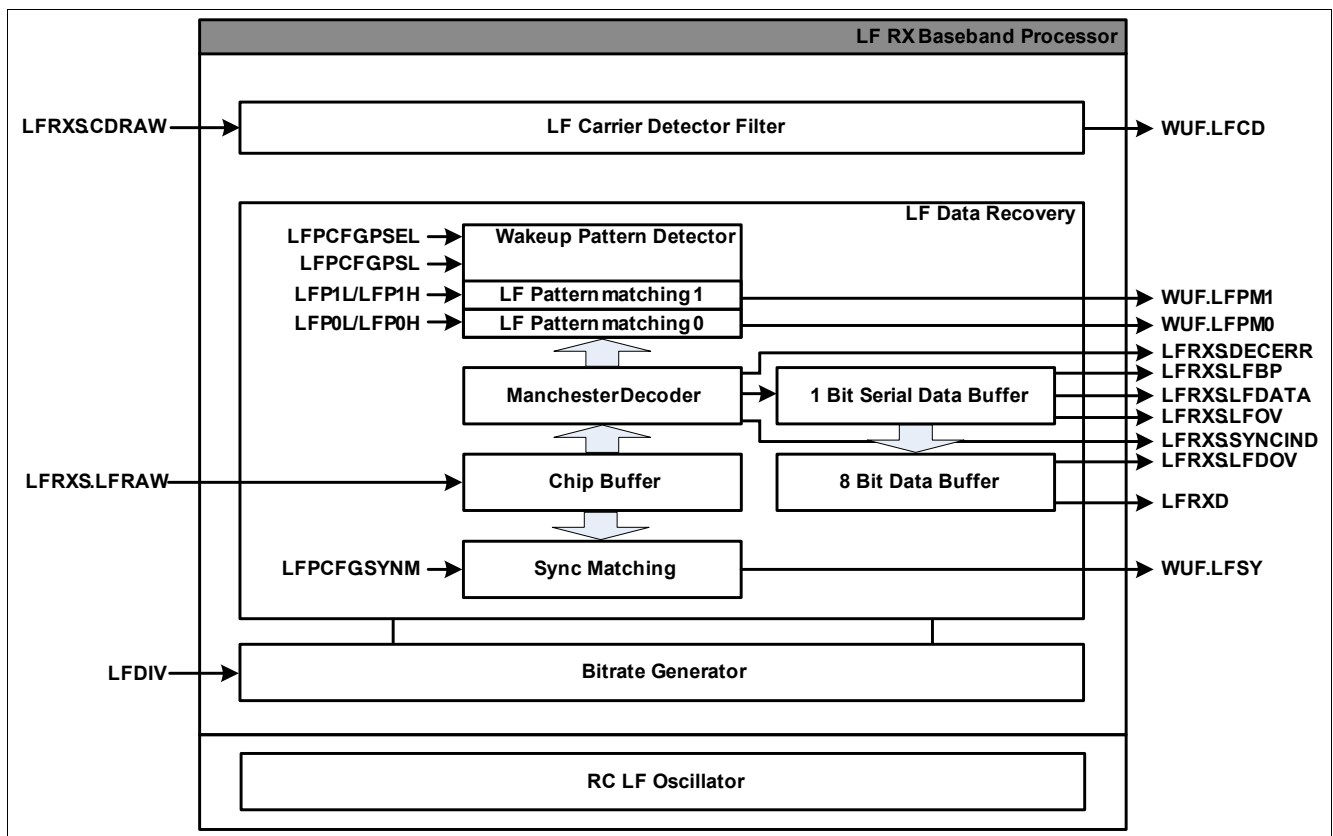 LF RX Baseband Processor
LFRXS.CDRAW
LF Carrier Detector Filter
WUF.LFCD
LF Data Recovery
LFPCFG.PSEL
Wakeup Pattern Detector
LFPCFG.PSL
LFP1L/LFP1H
LF Pattern matching 1
WUF.LFPM1
LFP0L/LFP0H
LF Pattern matching 0
WUF.LFPM0
LFRXS.DECERR
LFRXS.LFBP
Manchester Decoder
1 Bit Serial Data Buffer
LFRXS.LFDATA
LFRXS.LFOV
LFRXS.SYNCIND
LFRXS.LFDOV
LFRXS.LFRAW
Chip Buffer
8 Bit Data Buffer
LFRXD
LFPCFG.SYNM
Sync Matching
WUF.LFSY
LFDIV
Bitrate Generator
RC LF Oscillator